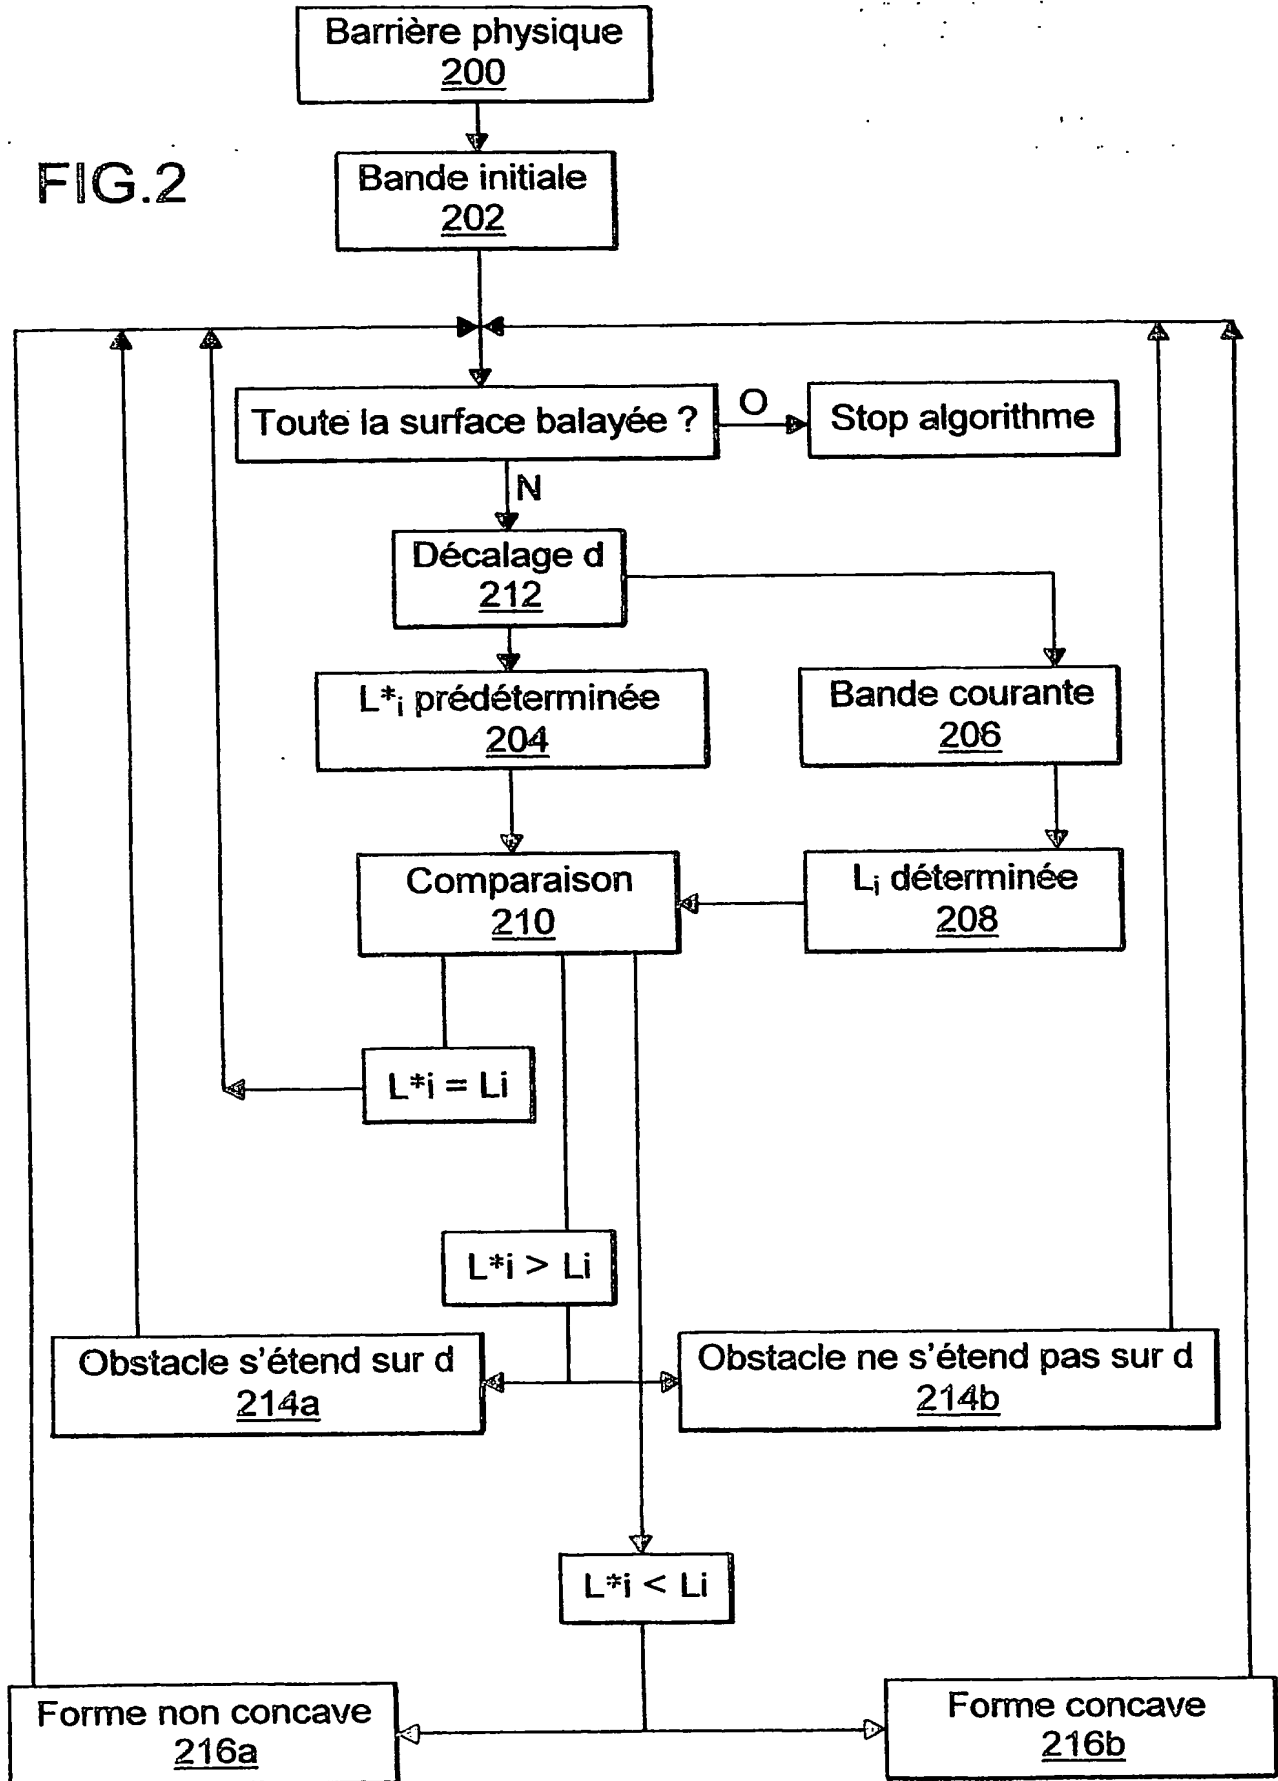 Barrière physique
200
FIG.2
Bande initiale
202
Toute la surface balayée ?
O
Stop algorithme
N
Décalage d
212
L*i prédéterminée
204
Bande courante
206
Comparaison
210
Li déterminée
208
L*i = Li
L*i > Li
Obstacle s'étend sur d
214a
Obstacle ne s'étend pas sur d
214b
L*i < Li
Forme non concave
216a
Forme concave
216b